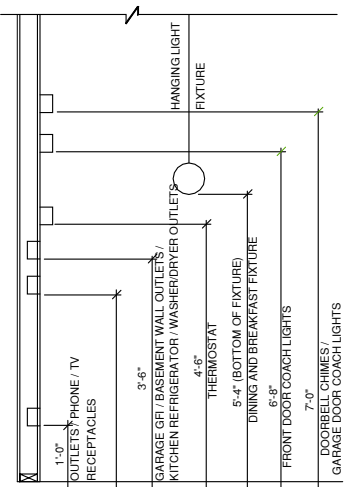 HANGING LIGHT
FIXTURE
1'-0"
OUTLETS / PHONE / TV
RECEPTACLES
3'-6"
GARAGE GFI / BASEMENT WALL OUTLETS /
KITCHEN REFRIGERATOR / WASHER/DRYER OUTLETS
4'-6"
THERMOSTAT
5'-4" (BOTTOM OF FIXTURE)
DINING AND BREAKFAST FIXTURE
6'-8"
FRONT DOOR COACH LIGHTS
7'-0"
DOORBELL CHIMES /
GARAGE DOOR COACH LIGHTS